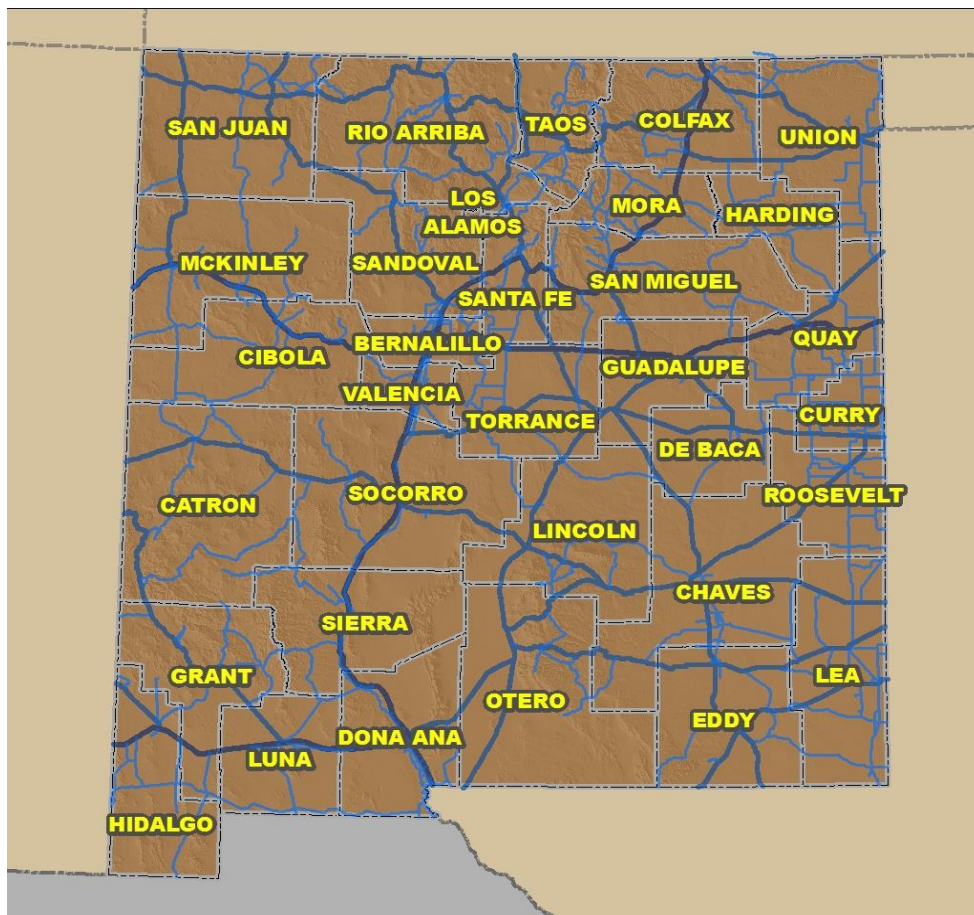 SAN JUAN
RIO ARRIBA
TAOS
COLFAX
UNION
LOS
ALAMOS
MORA
HARDING
MCKINLEY
SANDOVAL
SANTA FE
SAN MIGUEL
CIBOLA
BERNALILLO
GUADALUPE
QUAY
VALENCIA
TORRANCE
CURRY
DE BACA
CATRON
SOCORRO
LINCOLN
ROOSEVELT
CHAVES
SIERRA
GRANT
OTERO
LEA
EDDY
DONA ANA
LUNA
HIDALGO